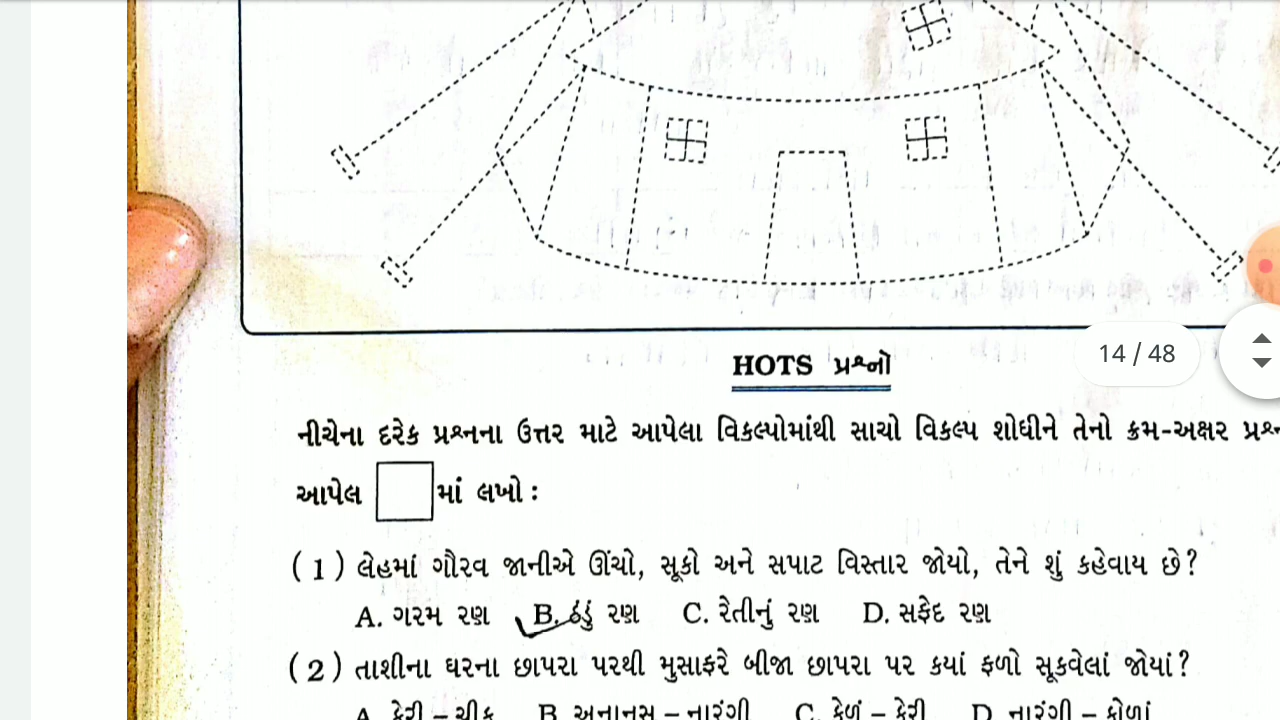 14 / 48
HOTS પ્રશ્નો
નીચેના દરેક પ્રશ્નના ઉત્તર માટે આપેલા વિકલ્પોમાંથી સાચો વિકલ્પ શોધીને તેનો ક્રમ-અક્ષર
આપેલ માં લખો :
( 1 ) લેહમાં ગૌરવ જાનીએ ઊંચો, સૂકો અને સપાટ વિસ્તાર જોયો, તેને શું કહેવાય છે?
A. ગરમ રણ B. ઠંડું રણ C. રેતીનું રણ D. સફેદ રણ
( 2 ) તાશીના ઘરના છાપરા પરથી મુસાફરે બીજા છાપરા પર કયાં ફળો સૂકવેલાં જોયાં?
A. કેરી – ચીકુ B. અનાનસ – નારંગી C. કેળું – કેરી D. નારંગી – કોળાં